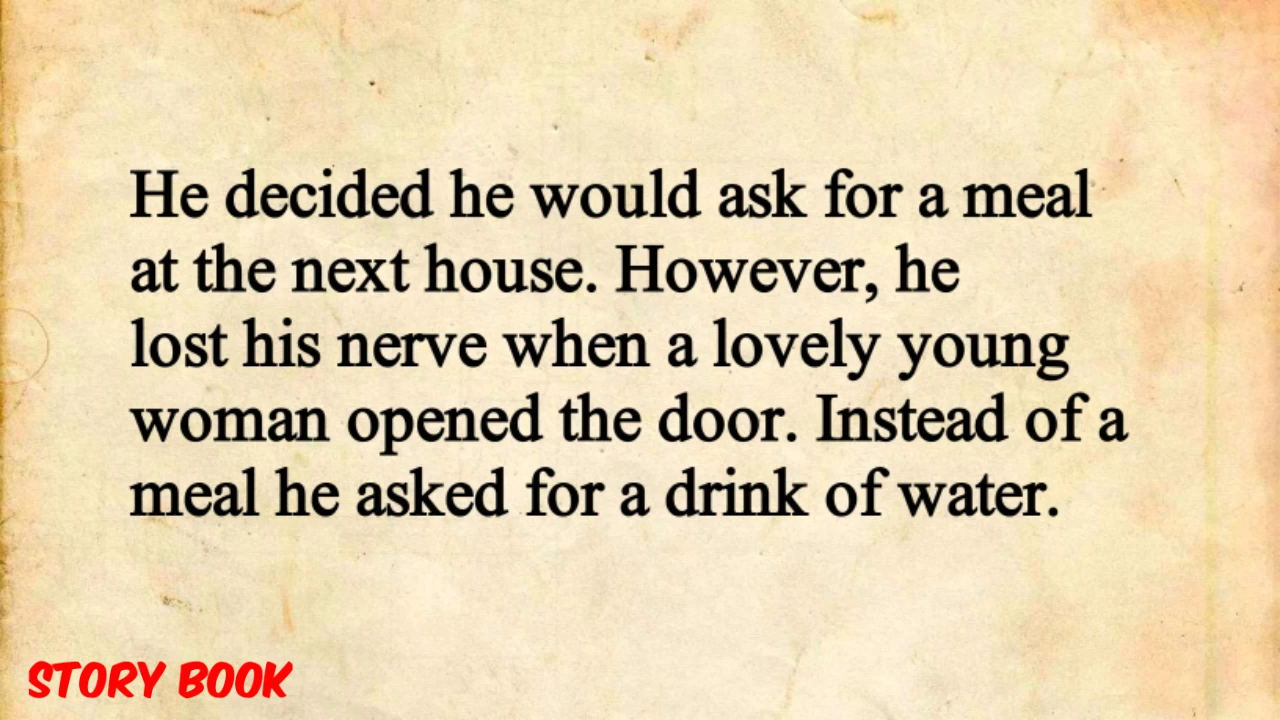 He decided he would ask for a meal
at the next house. However, he
lost his nerve when a lovely young
woman opened the door. Instead of a
meal he asked for a drink of water.
STORY BOOK